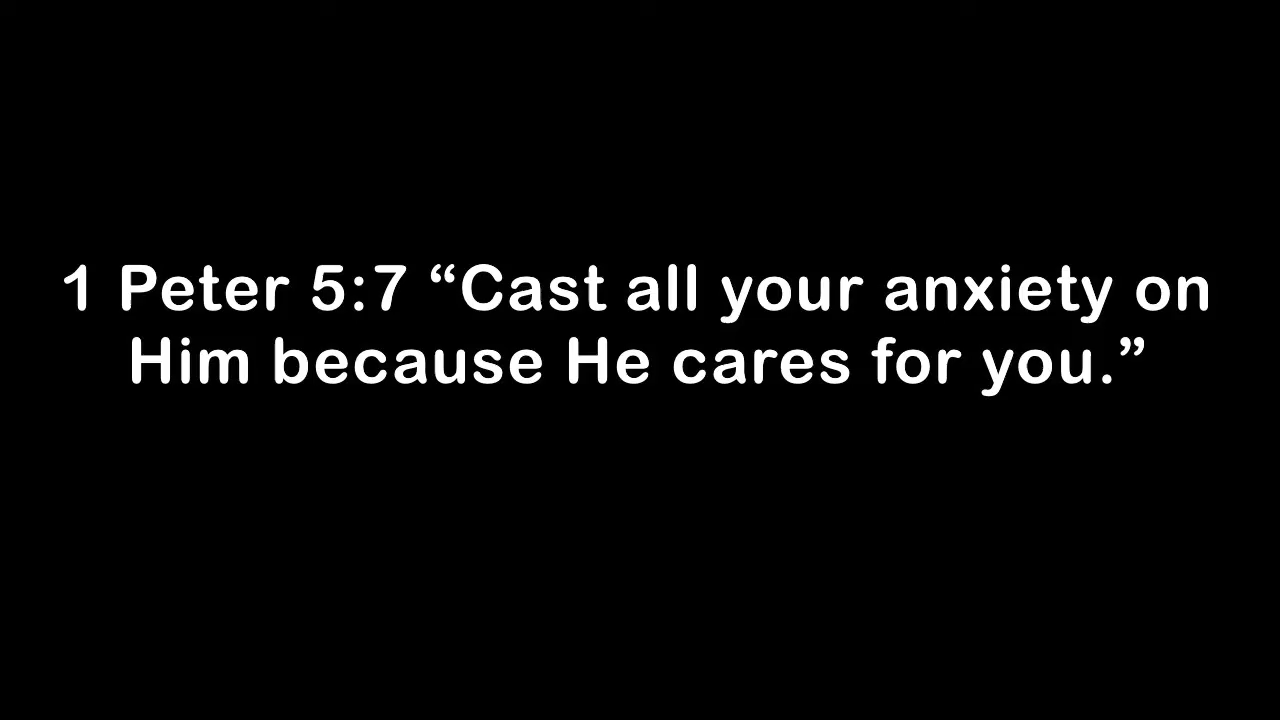 1 Peter 5:7 “Cast all your anxiety on
Him because He cares for you.”